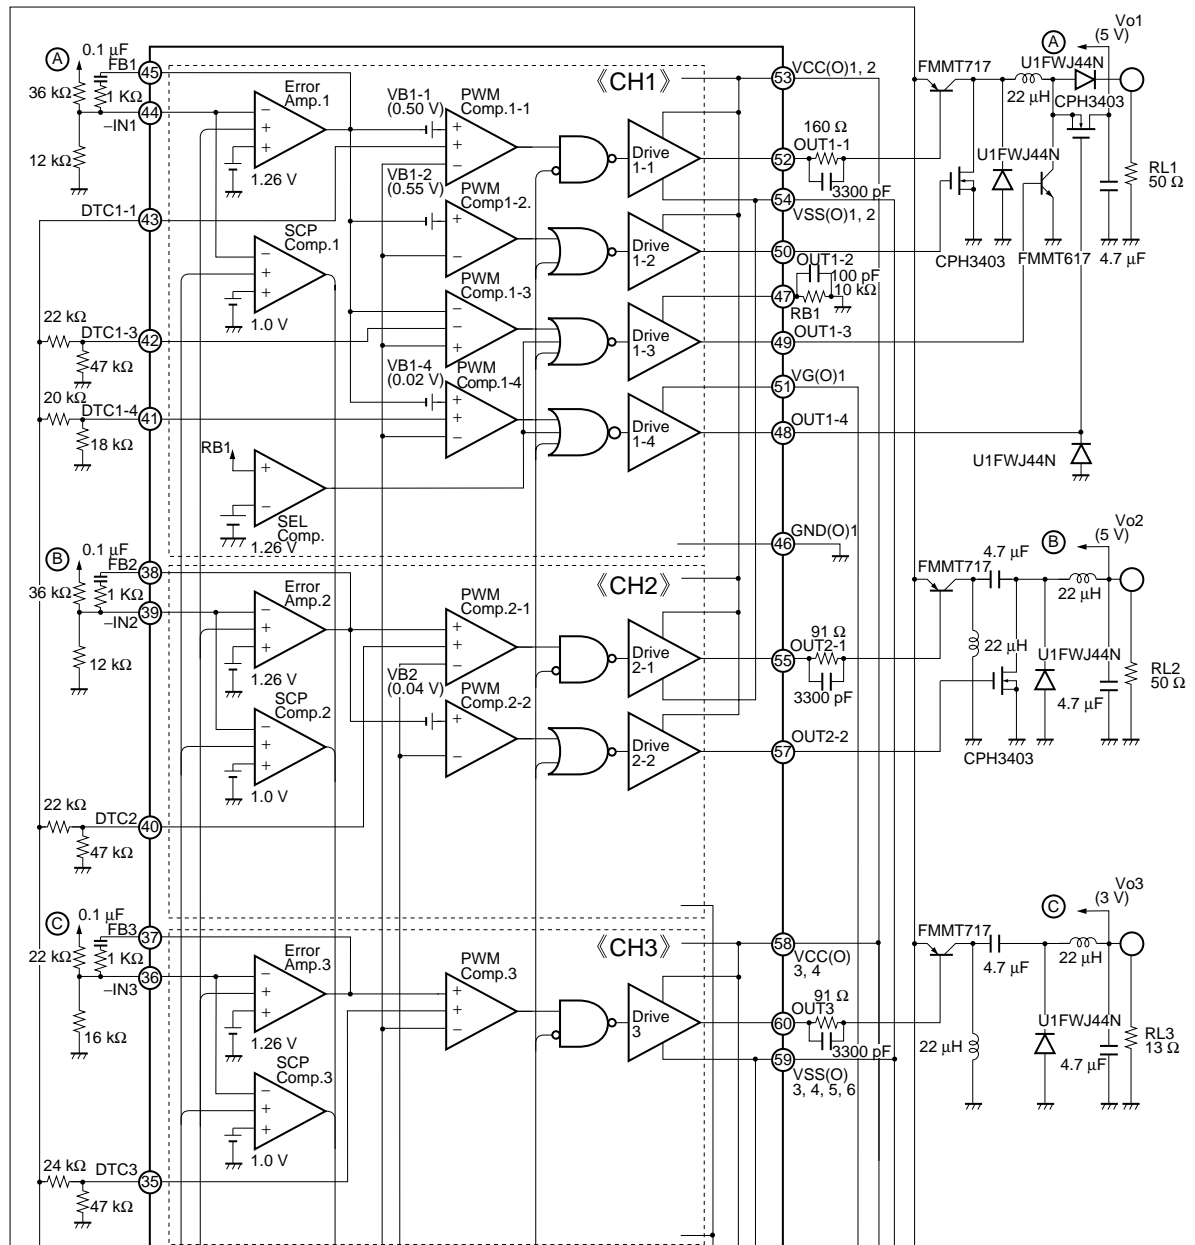 A
0.1 µF
FB1
45
36 kΩ
1 KΩ
44
–IN1
12 kΩ
DTC1-1
43
22 kΩ
DTC1-3
42
47 kΩ
20 kΩ
DTC1-4
41
18 kΩ
Error
Amp.1
–
+
+
1.26 V
SCP
Comp.1
–
+
+
1.0 V
RB1
+
–
SEL
Comp.
1.26 V
《CH1》
VB1-1
(0.50 V)
PWM
Comp.1-1
+
+
–
VB1-2
(0.55 V)
PWM
Comp1-2.
+
–
PWM
Comp.1-3
–
–
+
VB1-4
(0.02 V)
PWM
Comp.1-4
+
+
–
Drive
1-1
Drive
1-2
Drive
1-3
Drive
1-4
53
VCC(O)1, 2
160 Ω
OUT1-1
52
3300 pF
54
VSS(O)1, 2
50
OUT1-2
100 pF
47
10 kΩ
RB1
49
OUT1-3
51
VG(O)1
48
OUT1-4
46
GND(O)1
FMMT717
A
Vo1
(5 V)
U1FWJ44N
22 µH
CPH3403
U1FWJ44N
RL1
50 Ω
CPH3403
FMMT617
4.7 µF
U1FWJ44N
B
0.1 µF
FB2
38
36 kΩ
1 KΩ
39
–IN2
12 kΩ
22 kΩ
DTC2
40
47 kΩ
Error
Amp.2
–
+
+
1.26 V
SCP
Comp.2
–
+
+
1.0 V
《CH2》
PWM
Comp.2-1
+
+
–
VB2
(0.04 V)
PWM
Comp.2-2
+
–
Drive
2-1
Drive
2-2
91 Ω
OUT2-1
55
3300 pF
57
OUT2-2
FMMT717
4.7 µF
B
Vo2
(5 V)
22 µH
22 µH
U1FWJ44N
RL2
50 Ω
4.7 µF
CPH3403
C
0.1 µF
FB3
37
22 kΩ
1 KΩ
36
–IN3
16 kΩ
24 kΩ
DTC3
35
47 kΩ
Error
Amp.3
–
+
+
1.26 V
SCP
Comp.3
–
+
+
1.0 V
《CH3》
PWM
Comp.3
+
+
–
Drive
3
58
VCC(O)
3, 4
91 Ω
OUT3
60
3300 pF
59
VSS(O)
3, 4, 5, 6
FMMT717
4.7 µF
C
Vo3
(3 V)
22 µH
22 µH
U1FWJ44N
4.7 µF
RL3
13 Ω